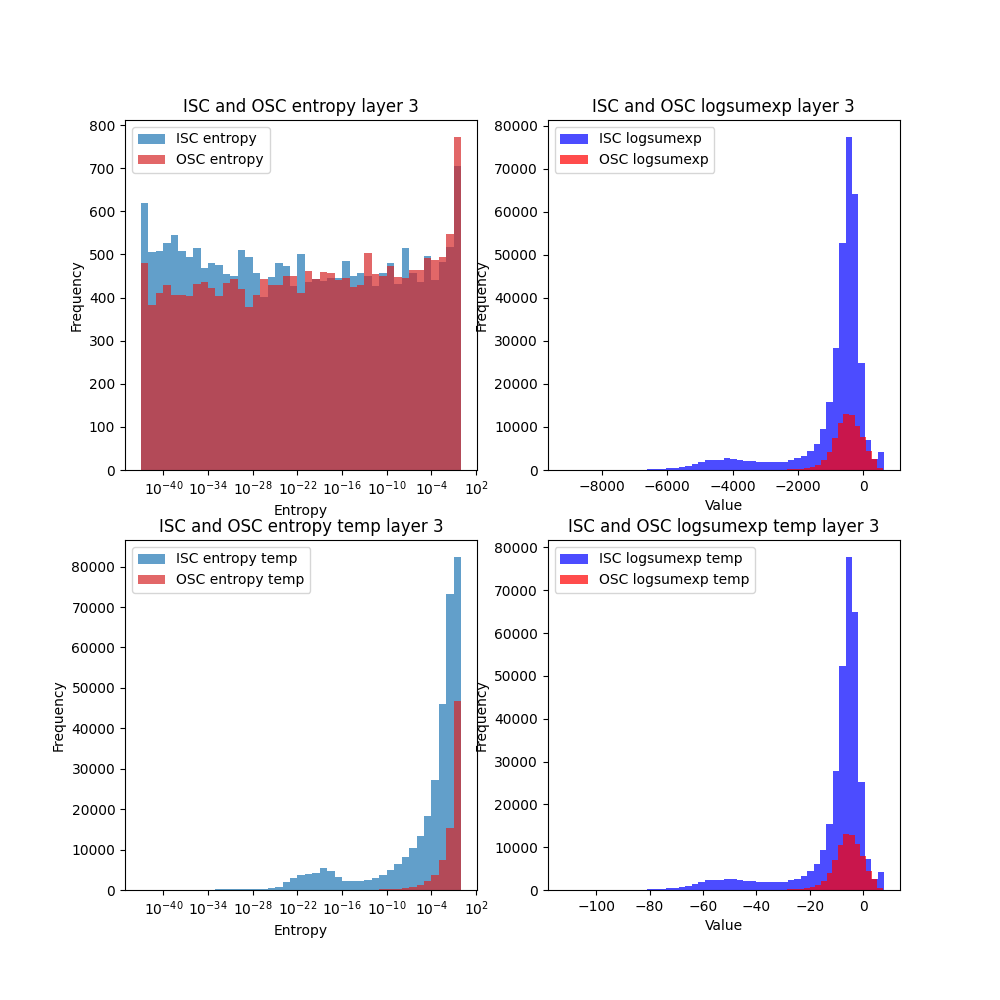 ISC and OSC entropy layer 3
ISC entropy
OSC entropy
800
700
600
500
400
300
200
100
0
Frequency
10⁻⁴⁰ 10⁻³⁴ 10⁻²⁸ 10⁻²² 10⁻¹⁶ 10⁻¹⁰ 10⁻⁴ 10²
Entropy
ISC and OSC logsumexp layer 3
ISC logsumexp
OSC logsumexp
80000
70000
60000
50000
40000
30000
20000
10000
0
Frequency
−8000 −6000 −4000 −2000 0
Value
ISC and OSC entropy temp layer 3
ISC entropy temp
OSC entropy temp
80000
70000
60000
50000
40000
30000
20000
10000
0
Frequency
10⁻⁴⁰ 10⁻³⁴ 10⁻²⁸ 10⁻²² 10⁻¹⁶ 10⁻¹⁰ 10⁻⁴ 10²
Entropy
ISC and OSC logsumexp temp layer 3
ISC logsumexp temp
OSC logsumexp temp
80000
70000
60000
50000
40000
30000
20000
10000
0
Frequency
−100 −80 −60 −40 −20 0
Value